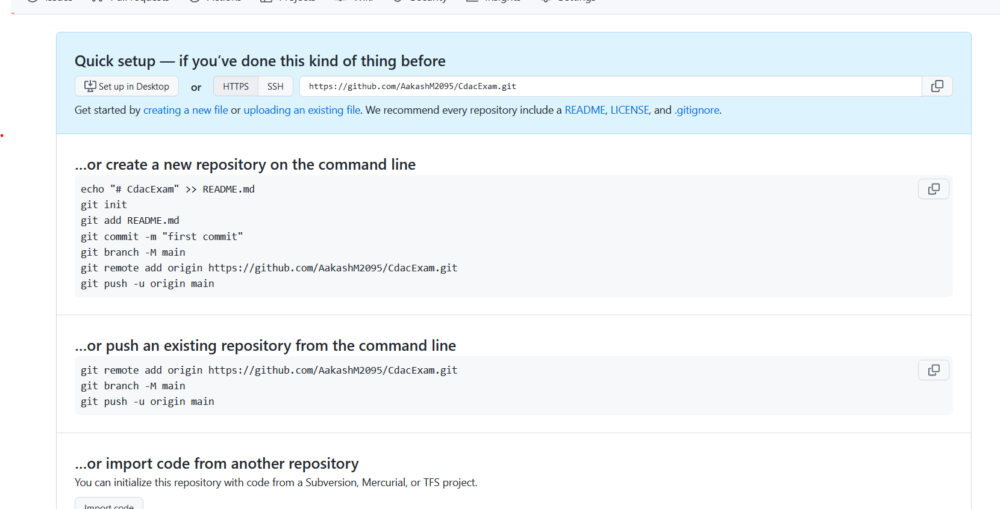 Quick setup — if you’ve done this kind of thing before
Set up in Desktop or HTTPS SSH https://github.com/AakashM2095/CdacExam.git
Get started by creating a new file or uploading an existing file. We recommend every repository include a README, LICENSE, and .gitignore.
...or create a new repository on the command line
echo "# CdacExam" >> README.md
git init
git add README.md
git commit -m "first commit"
git branch -M main
git remote add origin https://github.com/AakashM2095/CdacExam.git
git push -u origin main
...or push an existing repository from the command line
git remote add origin https://github.com/AakashM2095/CdacExam.git
git branch -M main
git push -u origin main
...or import code from another repository
You can initialize this repository with code from a Subversion, Mercurial, or TFS project.
Import code